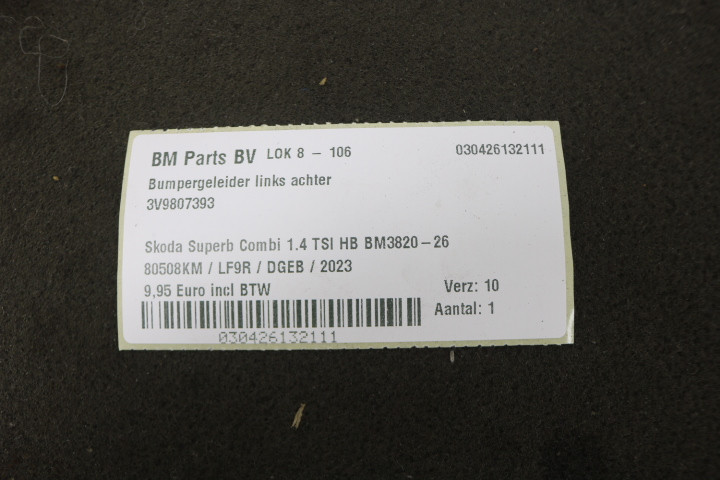 BM Parts BV LOK 8 – 106 030426132111
Bumpergeleider links achter
3V9807393
Skoda Superb Combi 1.4 TSI HB BM3820–26
80508KM / LF9R / DGEB / 2023
9,95 Euro incl BTW Verz: 10
Aantal: 1
030426132111